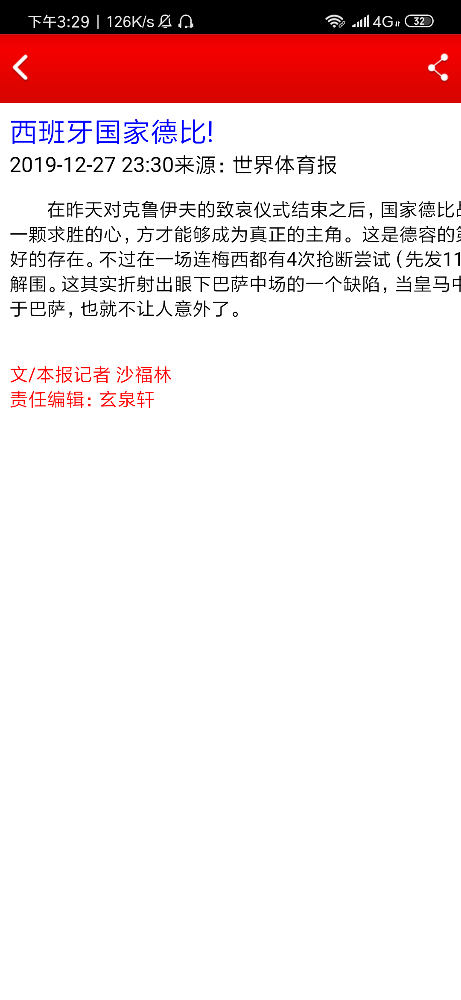 下午3:29 | 126K/s 4G 32
西班牙国家德比!
2019-12-27 23:30来源：世界体育报
在昨天对克鲁伊夫的致哀仪式结束之后，国家德比
一颗求胜的心，方才能够成为真正的主角。这是德容的
好的存在。不过在一场连梅西都有4次抢断尝试（先发11
解围。这其实折射出眼下巴萨中场的一个缺陷，当皇马
于巴萨，也就不让人意外了。
文/本报记者 沙福林
责任编辑：玄泉轩